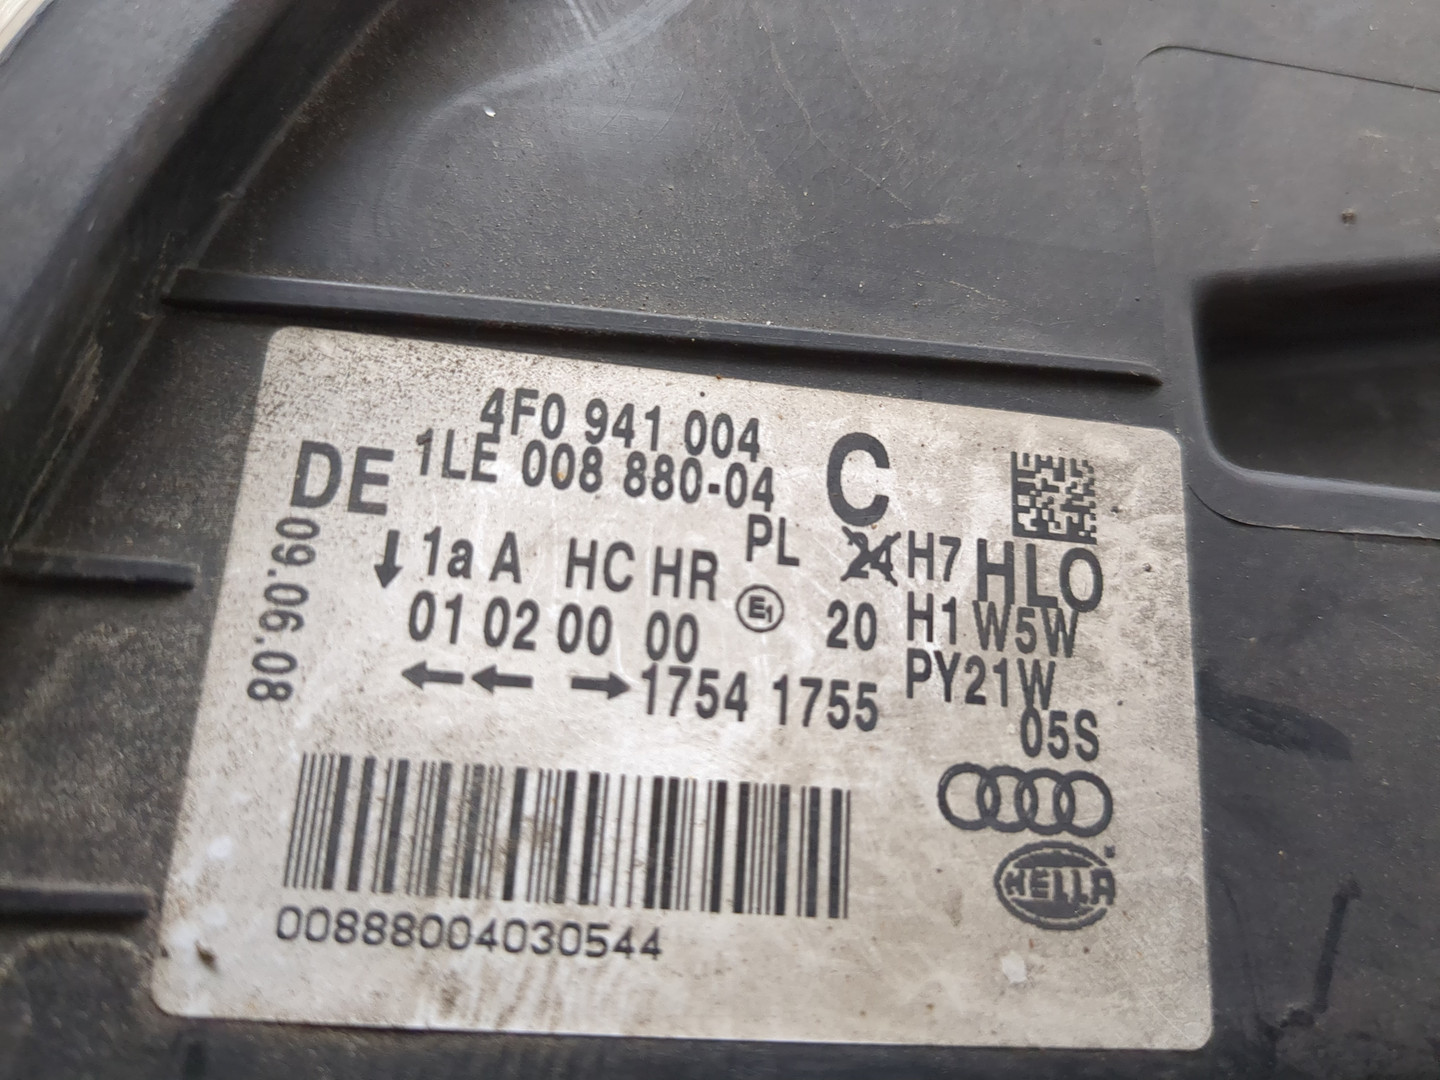 4F0 941 004
1LE 008 880-04
C
DE
09.06.08
1a A HC HR PL 24 H7 HLO
01 02 00 00 E1 20 H1 W5W
1754 1755 PY21W
05S
HELLA
00888004030544